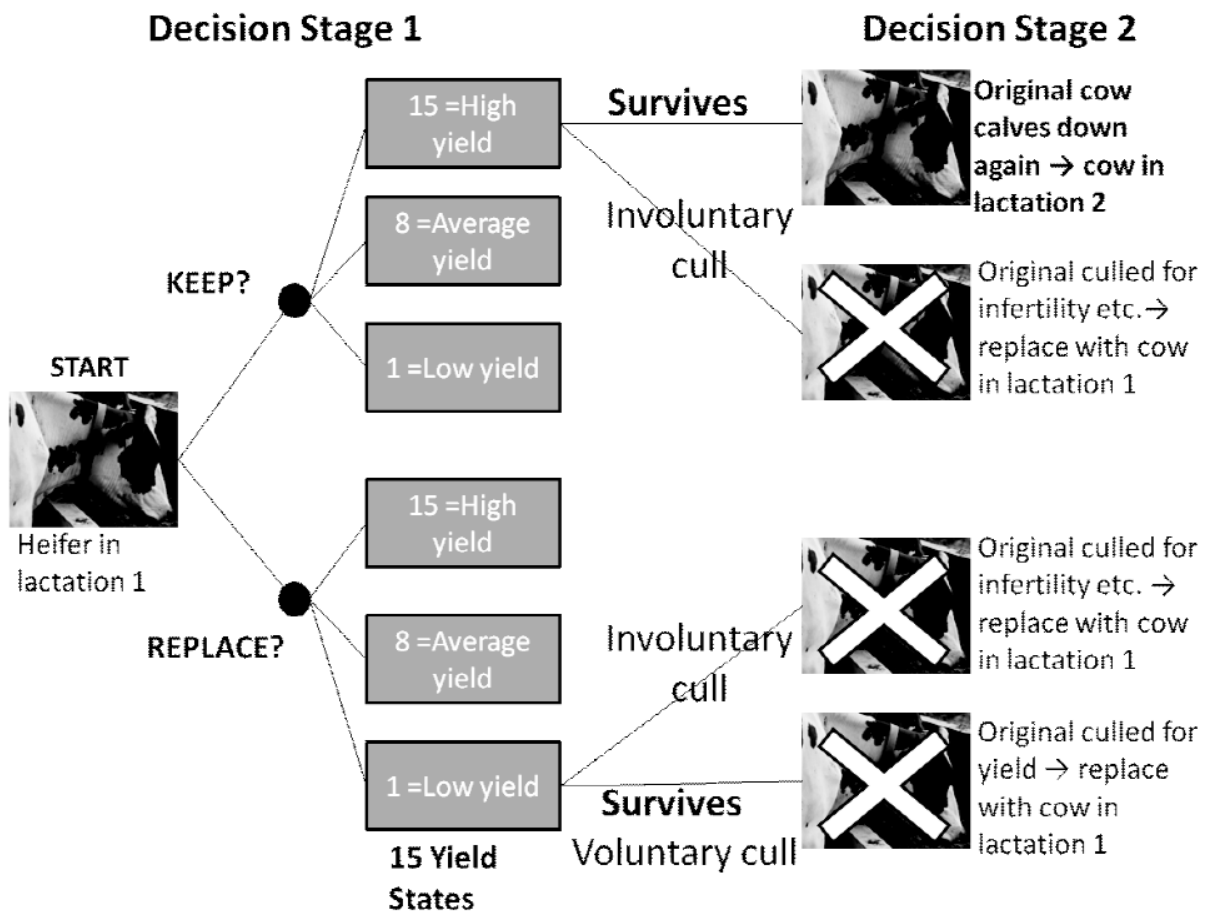 Decision Stage 1
Decision Stage 2
15 =High
yield
8 =Average
yield
1 =Low yield
KEEP?
START
Heifer in
lactation 1
REPLACE?
15 =High
yield
8 =Average
yield
1 =Low yield
15 Yield
States
Survives
Involuntary
cull
Involuntary
cull
Survives
Voluntary cull
Original cow
calves down
again → cow in
lactation 2
Original culled for
infertility etc.→
replace with cow
in lactation 1
Original culled for
infertility etc. →
replace with cow
in lactation 1
Original culled for
yield → replace
with cow in
lactation 1